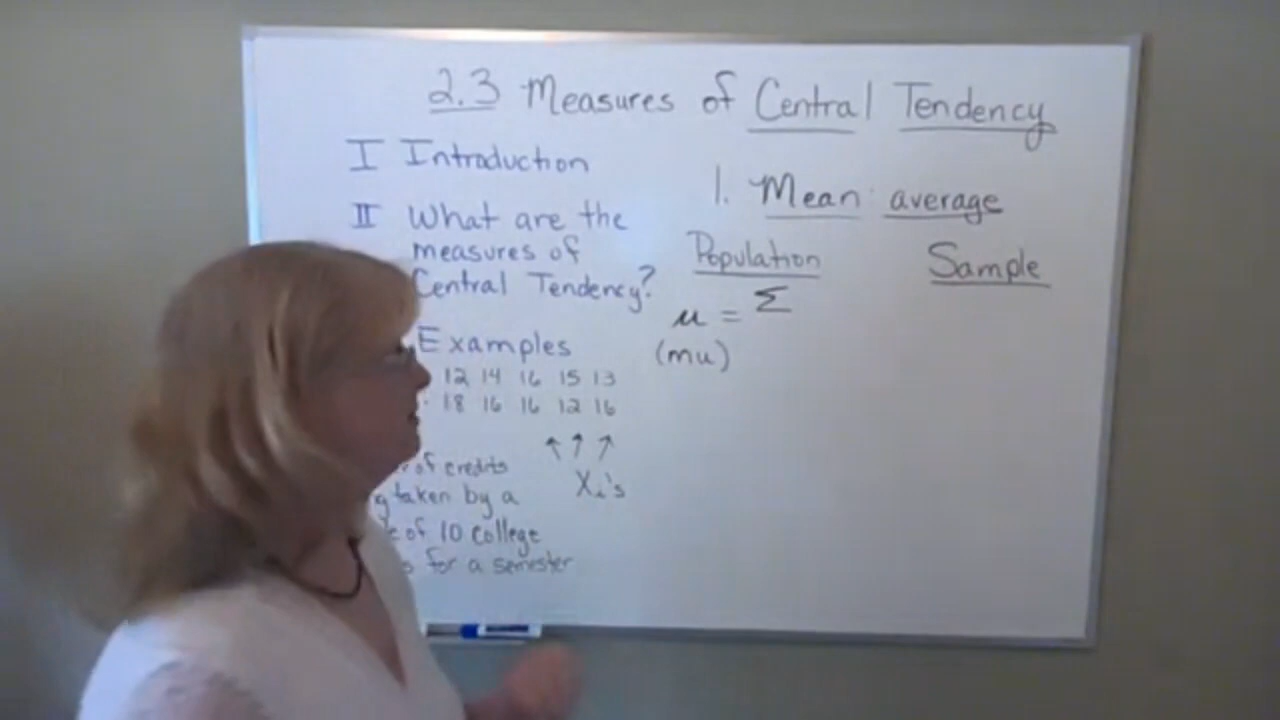 2.3 Measures of Central Tendency
I Introduction
II What are the
measures of
Central Tendency?
Examples
12 14 16 15 13
18 16 16 12 16
↑ ↑ ↑
of credits
Xi's
taken by a
of 10 college
for a semester
1. Mean average
Population
μ = Σ
(mu)
Sample